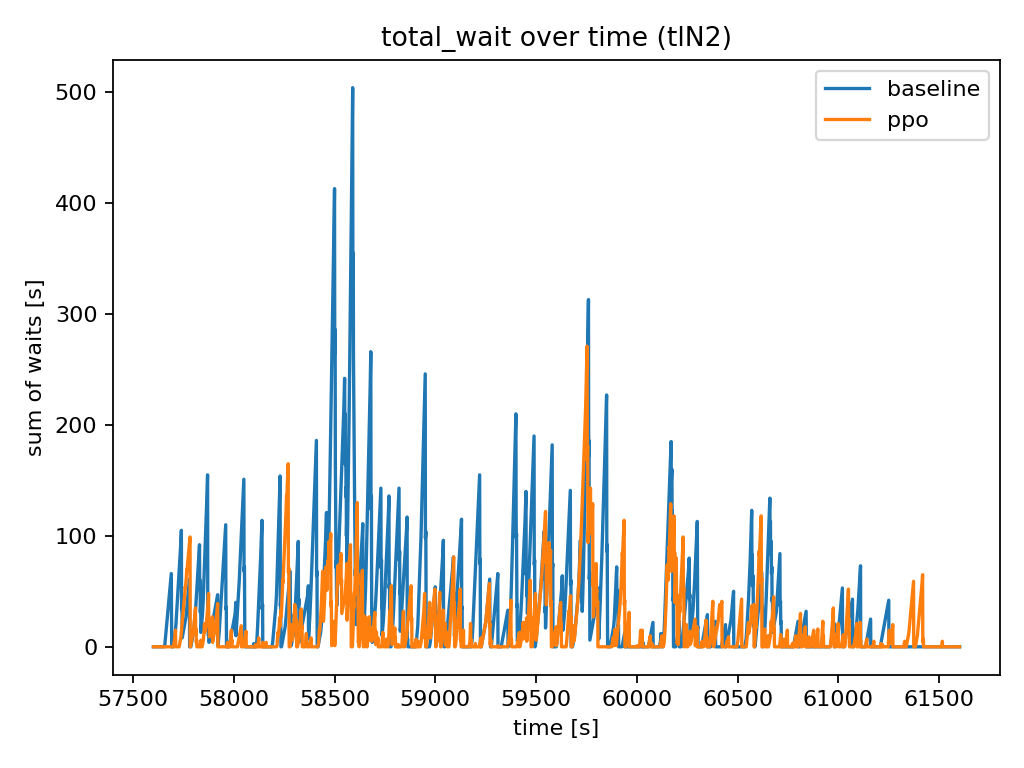 total_wait over time (tlN2)
baseline
ppo
500
400
300
200
100
0
sum of waits [s]
57500 58000 58500 59000 59500 60000 60500 61000 61500
time [s]